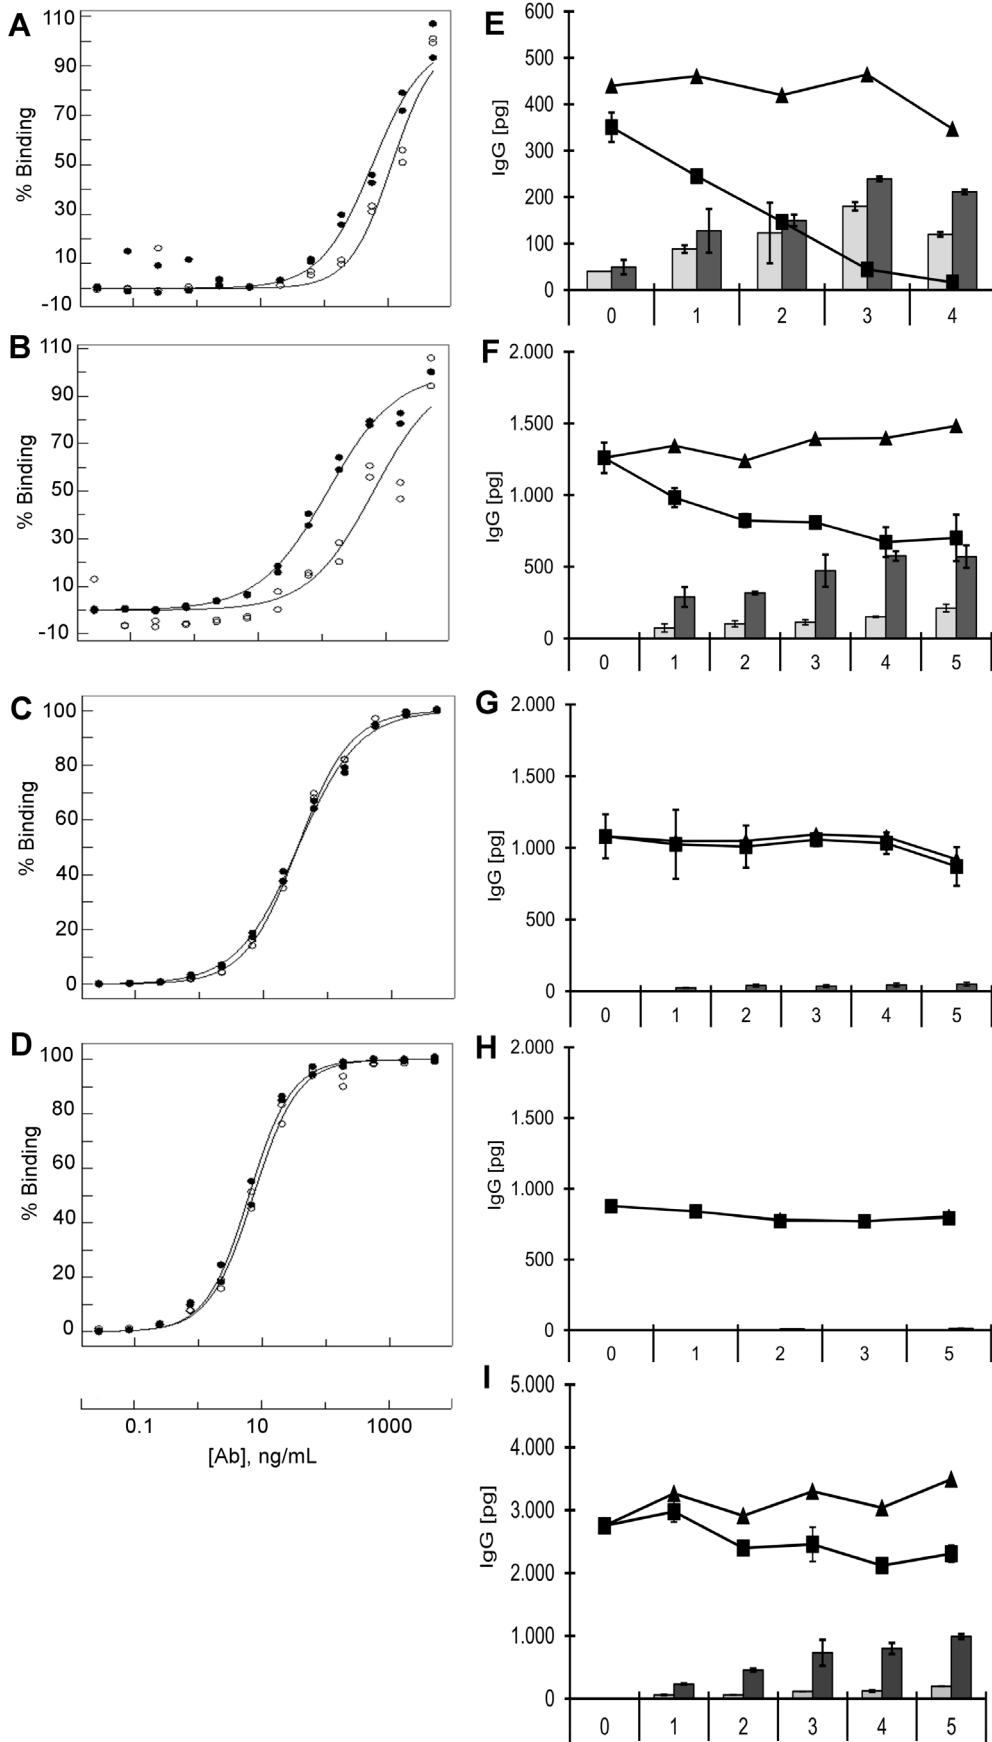 A
110
90
70
50
30
10
-10
% Binding
B
110
90
70
50
30
10
-10
% Binding
C
100
80
60
40
20
0
% Binding
D
100
80
60
40
20
0
% Binding
0.1 10 1000
[Ab], ng/mL
E
600
500
400
300
200
100
0
IgG [pg]
0 1 2 3 4
F
2.000
1.500
1.000
500
0
IgG [pg]
0 1 2 3 4 5
G
2.000
1.500
1.000
500
0
IgG [pg]
0 1 2 3 4 5
H
2.000
1.500
1.000
500
0
IgG [pg]
0 1 2 3 5
I
5.000
4.000
3.000
2.000
1.000
0
IgG [pg]
0 1 2 3 4 5